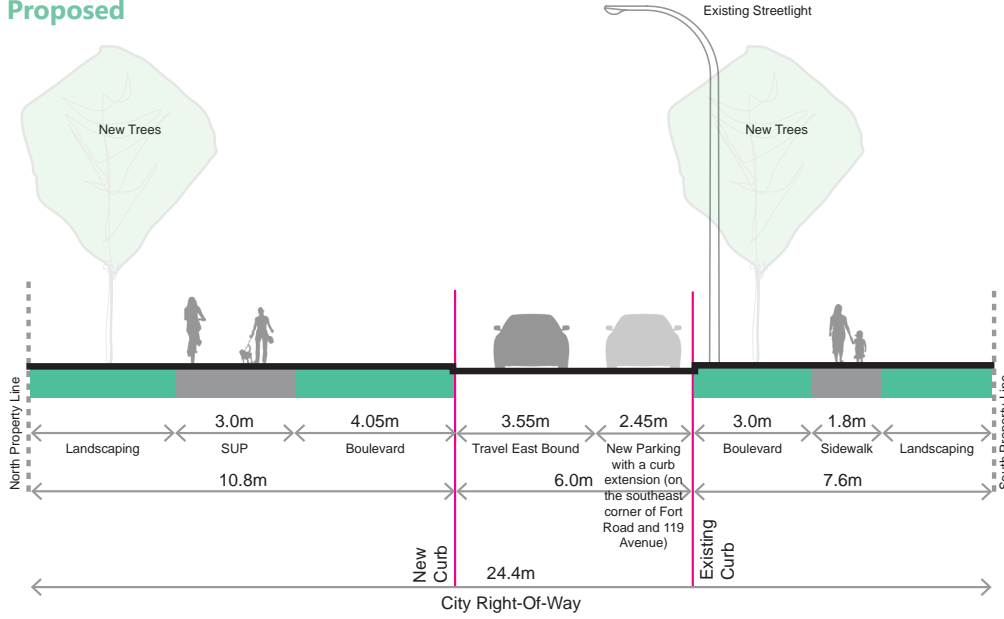 Proposed
Existing Streetlight
New Trees
New Trees
North Property Line
South Property Line
3.0m
4.05m
3.55m
2.45m
3.0m
1.8m
Landscaping
SUP
Boulevard
Travel East Bound
New Parking
with a curb
extension (on
the southeast
corner of Fort
Road and 119
Avenue)
Boulevard
Sidewalk
Landscaping
10.8m
6.0m
7.6m
New
Curb
Existing
Curb
24.4m
City Right-Of-Way